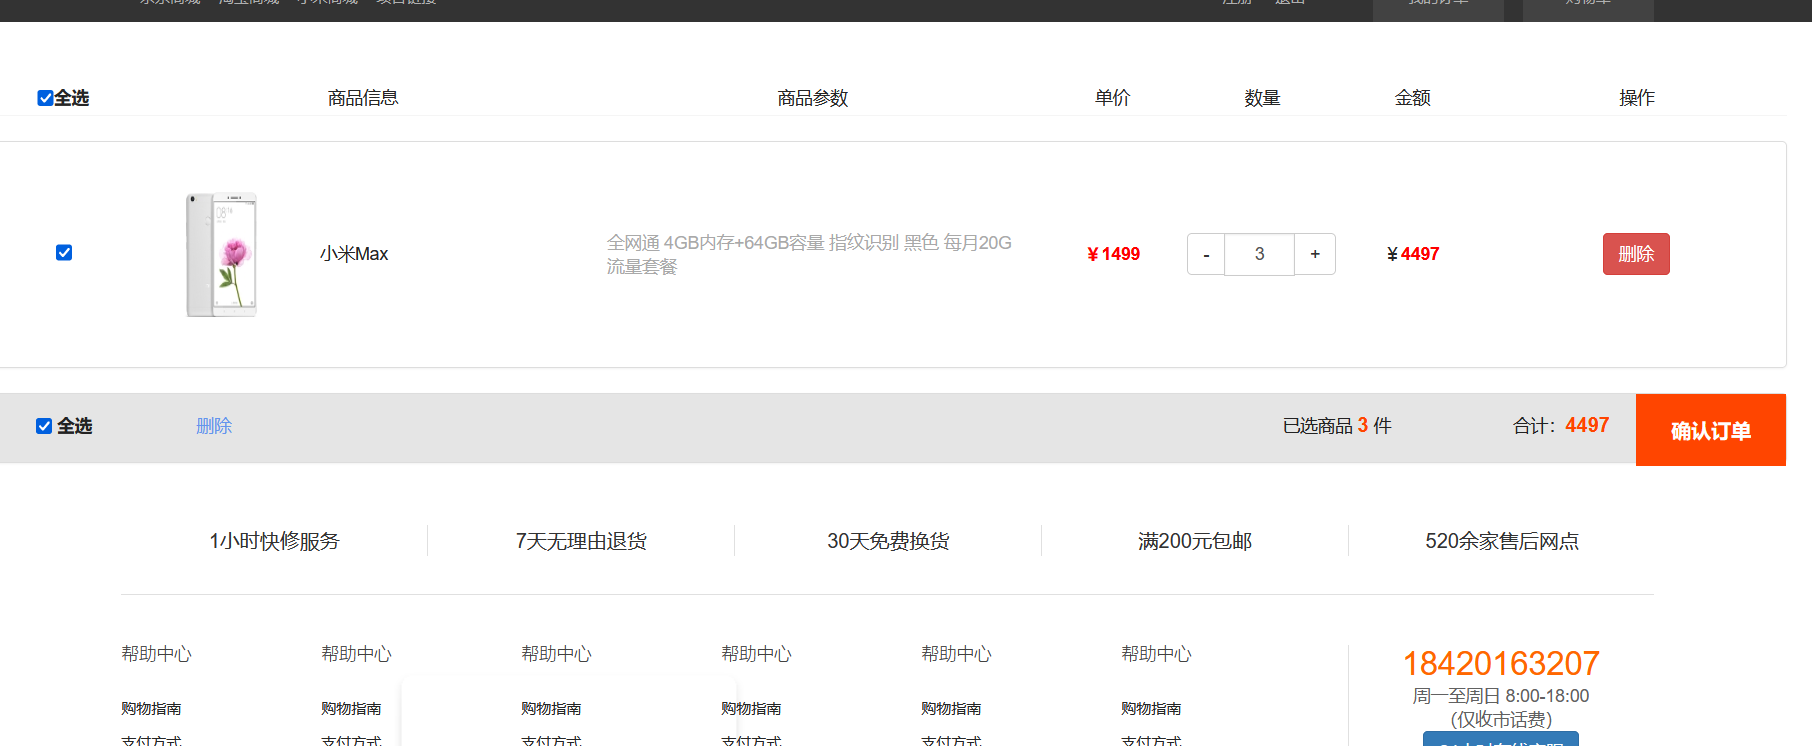 全选 商品信息 商品参数 单价 数量 金额 操作
小米Max 全网通 4GB内存+64GB容量 指纹识别 黑色 每月20G
流量套餐
¥1499 - 3 + ¥4497 删除
全选 删除 已选商品 3 件 合计：4497 确认订单
1小时快修服务 7天无理由退货 30天免费换货 满200元包邮 520余家售后网点
帮助中心 帮助中心 帮助中心 帮助中心 帮助中心 帮助中心
18420163207
周一至周日 8:00-18:00
购物指南 购物指南 购物指南 购物指南 购物指南 购物指南
（仅收市话费）
支付方式 支付方式 支付方式 支付方式 支付方式 支付方式